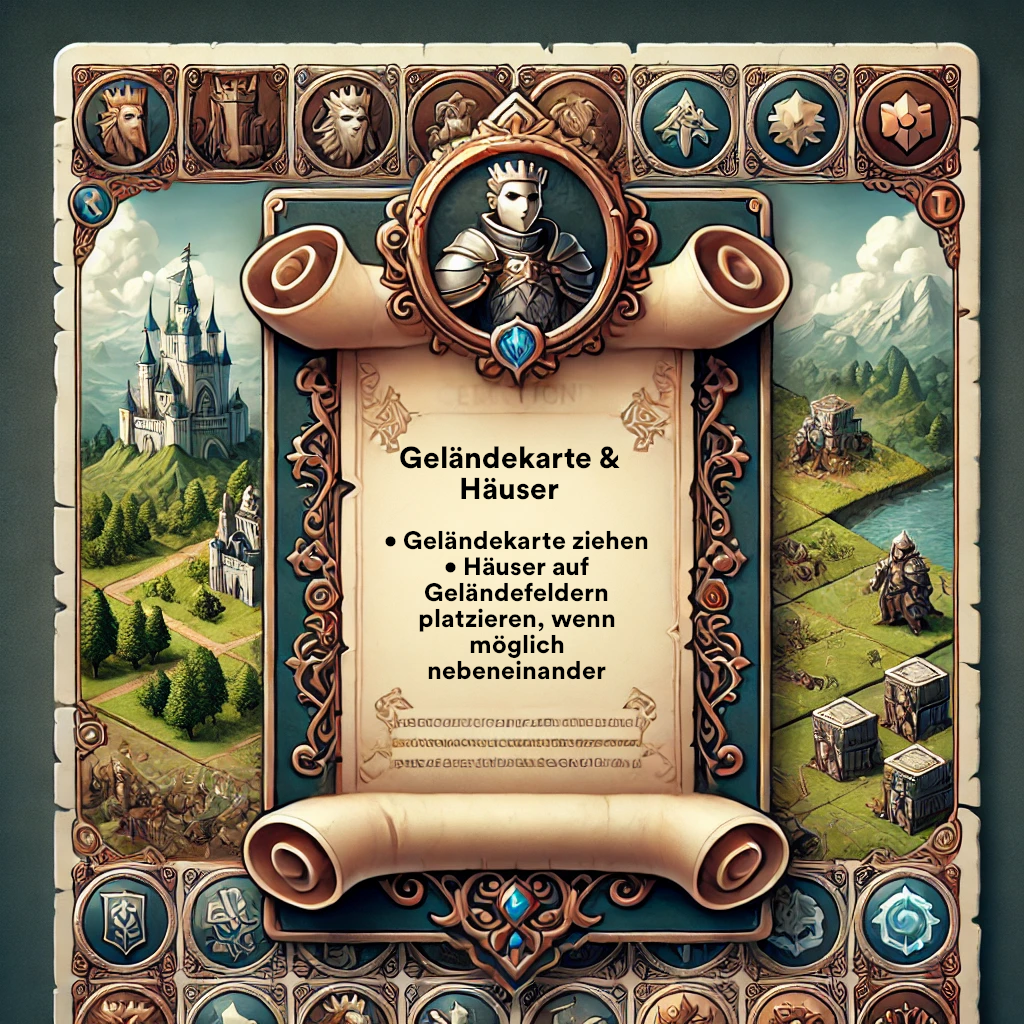 Geländekarte &
Häuser
• Geländekarte ziehen
• Häuser auf
Geländefeldern
platzieren, wenn
möglich
nebeneinander